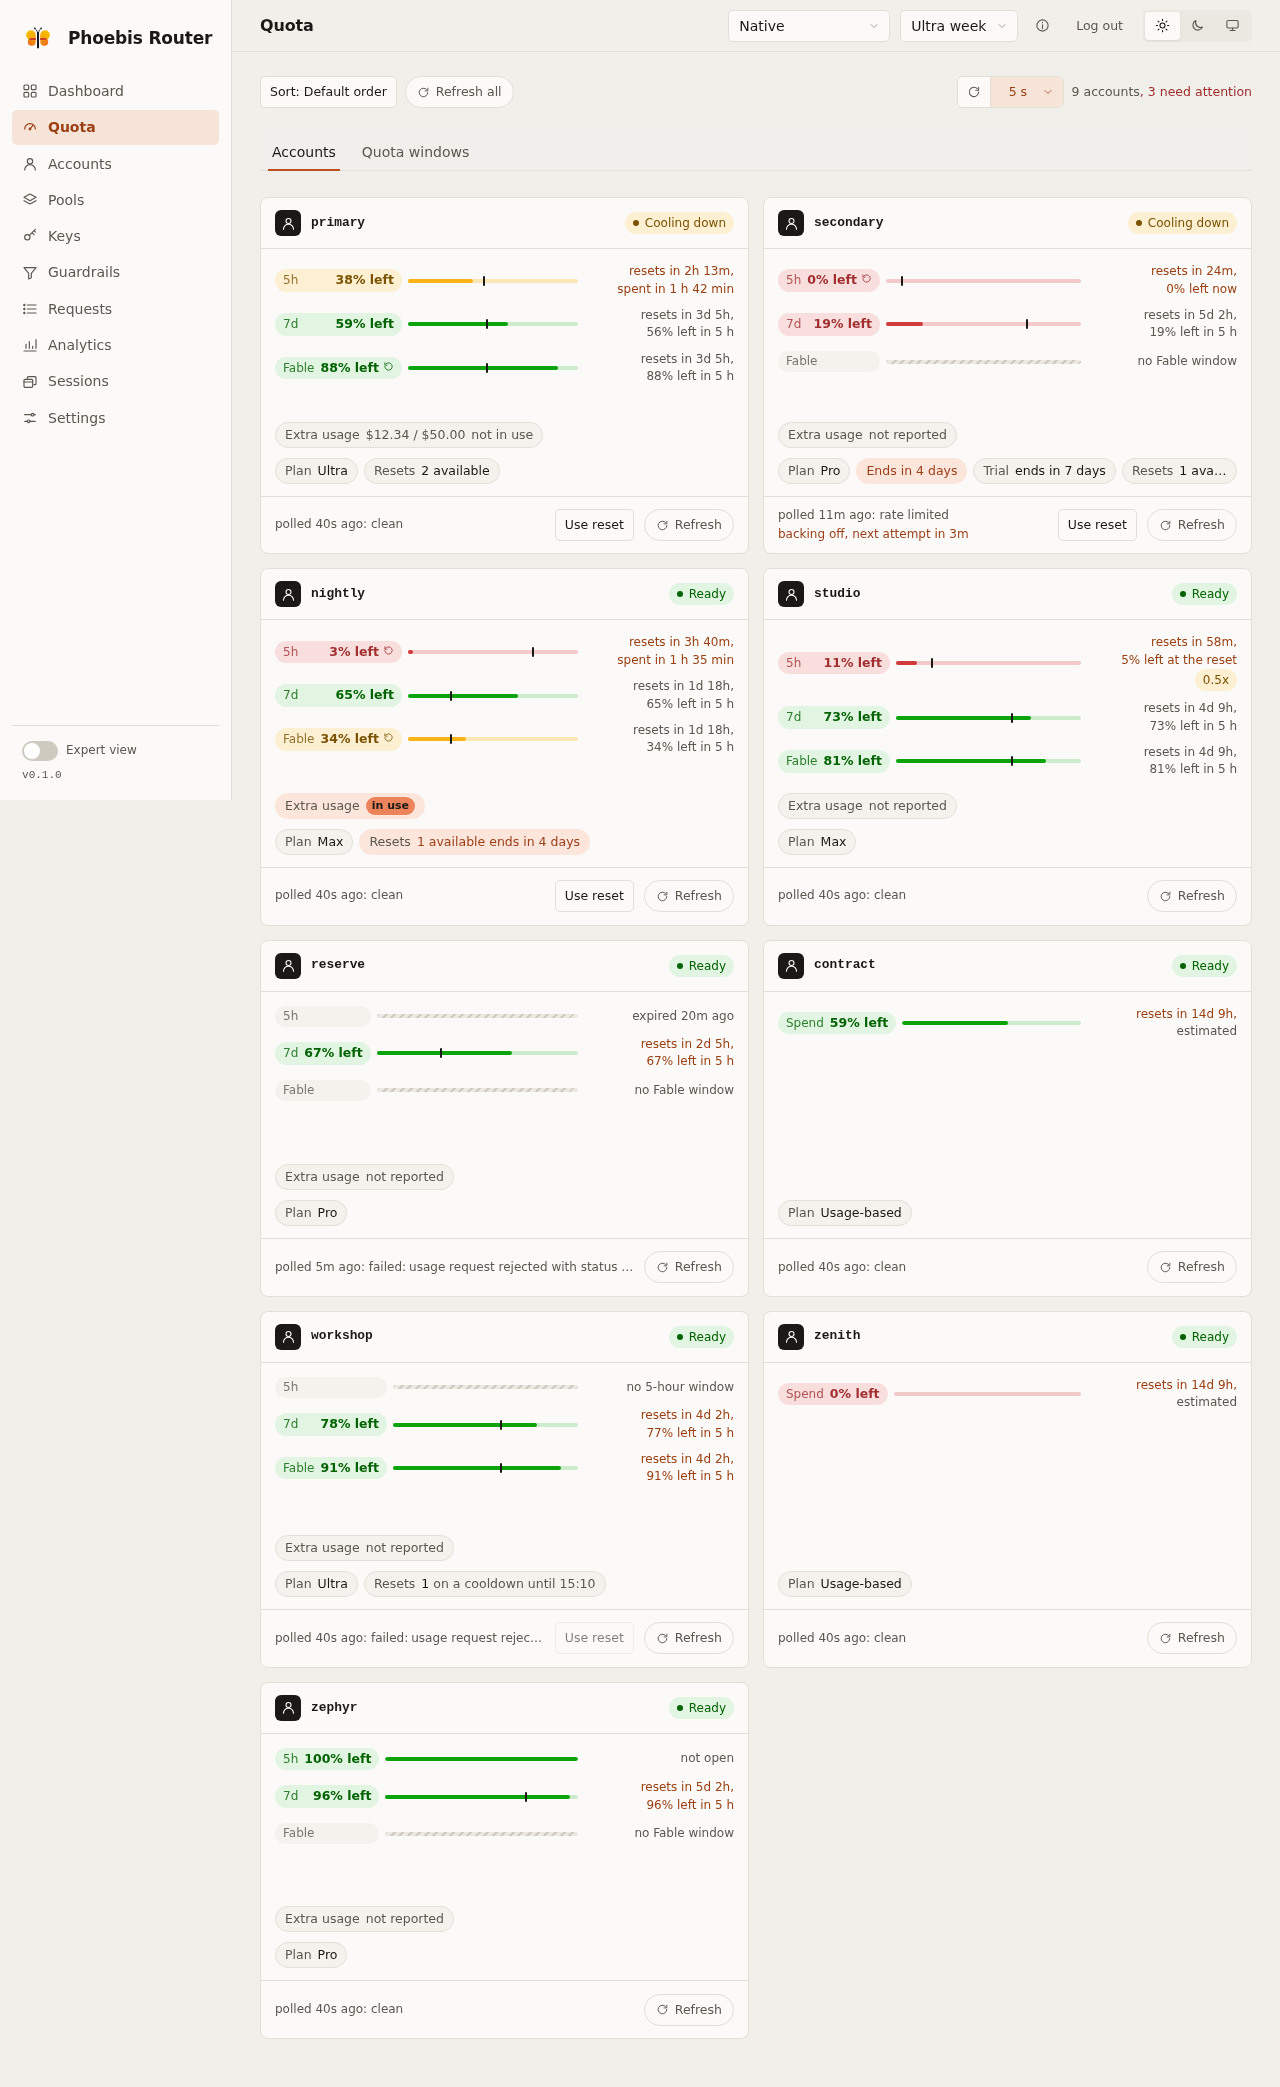 Phoebis Router
Dashboard
Quota
Accounts
Pools
Keys
Guardrails
Requests
Analytics
Sessions
Settings
Expert view
v0.1.0
Quota
Native
Ultra week
Log out
Sort: Default order
Refresh all
5 s
9 accounts, 3 need attention
Accounts
Quota windows
primary
Cooling down
5h 38% left
resets in 2h 13m,
spent in 1 h 42 min
7d 59% left
resets in 3d 5h,
56% left in 5 h
Fable 88% left
resets in 3d 5h,
88% left in 5 h
Extra usage $12.34 / $50.00 not in use
Plan Ultra
Resets 2 available
polled 40s ago: clean
Use reset
Refresh
secondary
Cooling down
5h 0% left
resets in 24m,
0% left now
7d 19% left
resets in 5d 2h,
19% left in 5 h
Fable
no Fable window
Extra usage not reported
Plan Pro
Ends in 4 days
Trial ends in 7 days
Resets 1 ava…
polled 11m ago: rate limited
backing off, next attempt in 3m
Use reset
Refresh
nightly
Ready
5h 3% left
resets in 3h 40m,
spent in 1 h 35 min
7d 65% left
resets in 1d 18h,
65% left in 5 h
Fable 34% left
resets in 1d 18h,
34% left in 5 h
Extra usage in use
Plan Max
Resets 1 available ends in 4 days
polled 40s ago: clean
Use reset
Refresh
studio
Ready
5h 11% left
resets in 58m,
5% left at the reset
0.5x
7d 73% left
resets in 4d 9h,
73% left in 5 h
Fable 81% left
resets in 4d 9h,
81% left in 5 h
Extra usage not reported
Plan Max
polled 40s ago: clean
Refresh
reserve
Ready
5h
expired 20m ago
7d 67% left
resets in 2d 5h,
67% left in 5 h
Fable
no Fable window
Extra usage not reported
Plan Pro
polled 5m ago: failed: usage request rejected with status …
Refresh
contract
Ready
Spend 59% left
resets in 14d 9h,
estimated
Plan Usage-based
polled 40s ago: clean
Refresh
workshop
Ready
5h
no 5-hour window
7d 78% left
resets in 4d 2h,
77% left in 5 h
Fable 91% left
resets in 4d 2h,
91% left in 5 h
Extra usage not reported
Plan Ultra
Resets 1 on a cooldown until 15:10
polled 40s ago: failed: usage request rejec…
Use reset
Refresh
zenith
Ready
Spend 0% left
resets in 14d 9h,
estimated
Plan Usage-based
polled 40s ago: clean
Refresh
zephyr
Ready
5h 100% left
not open
7d 96% left
resets in 5d 2h,
96% left in 5 h
Fable
no Fable window
Extra usage not reported
Plan Pro
polled 40s ago: clean
Refresh